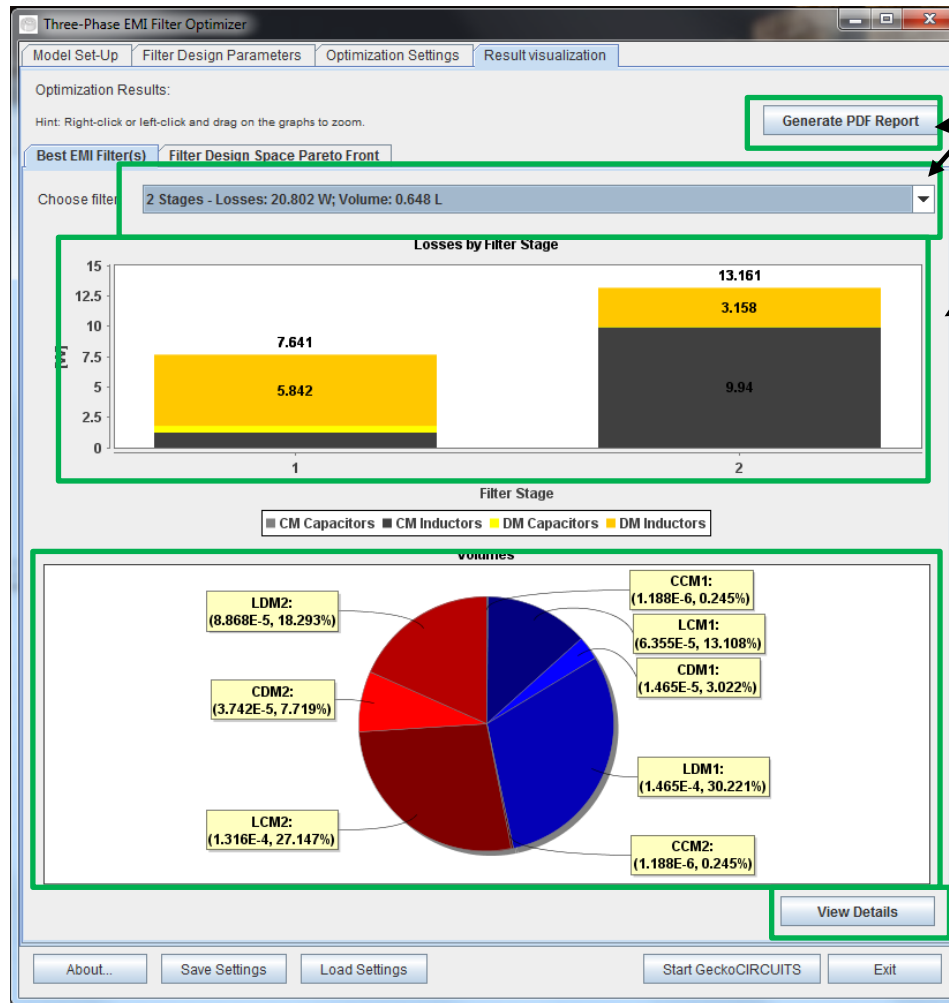 Three-Phase EMI Filter Optimizer
Model Set-Up
Filter Design Parameters
Optimization Settings
Result visualization
Optimization Results:
Hint: Right-click or left-click and drag on the graphs to zoom.
Generate PDF Report
Best EMI Filter(s)
Filter Design Space Pareto Front
Choose filter
2 Stages - Losses: 20.802 W; Volume: 0.648 L
Losses by Filter Stage
[W]
15
12.5
10
7.5
5
2.5
0
7.641
5.842
13.161
3.158
9.94
1
2
Filter Stage
CM Capacitors
CM Inductors
DM Capacitors
DM Inductors
Volumes
CCM1:
(1.188E-6, 0.245%)
LCM1:
(6.355E-5, 13.108%)
CDM1:
(1.465E-5, 3.022%)
LDM1:
(1.465E-4, 30.221%)
CCM2:
(1.188E-6, 0.245%)
LCM2:
(1.316E-4, 27.147%)
CDM2:
(3.742E-5, 7.719%)
LDM2:
(8.868E-5, 18.293%)
View Details
About...
Save Settings
Load Settings
Start GeckoCIRCUITS
Exit